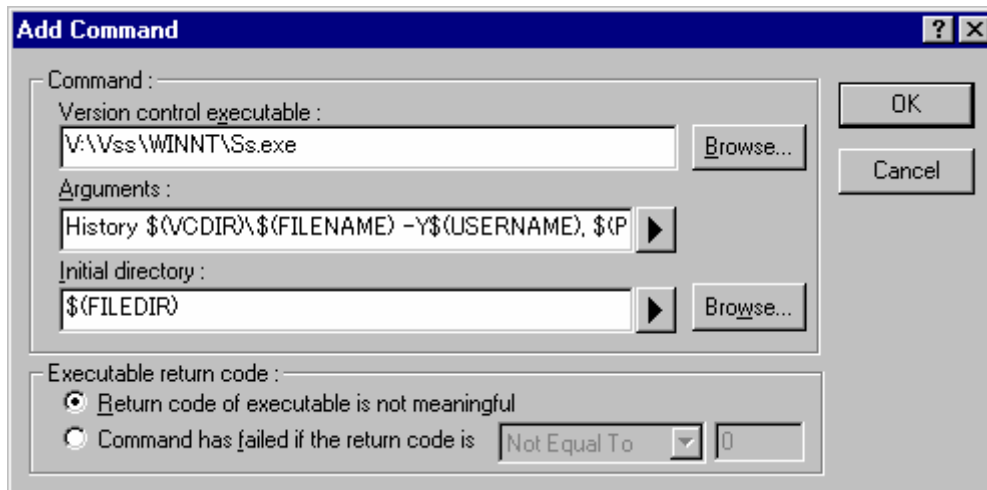 Add Command
Command :
Version control executable :
V:\Vss\WINNT\Ss.exe
Browse...
Arguments :
History $(VCDIR)\$(FILENAME) -Y$(USERNAME), $(P
Initial directory :
$(FILEDIR)
Browse...
Executable return code :
Return code of executable is not meaningful
Command has failed if the return code is
Not Equal To
0
OK
Cancel